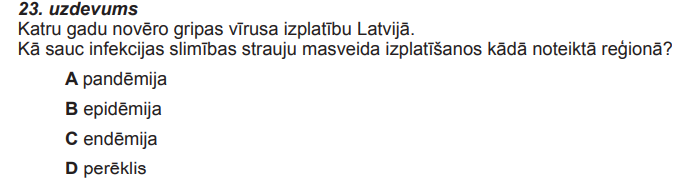 23. uzdevums
Katru gadu novēro gripas vīrusa izplatību Latvijā.
Kā sauc infekcijas slimības strauju masveida izplatīšanos kādā noteiktā reģionā?
A pandēmija
B epidēmija
C endēmija
D perēklis